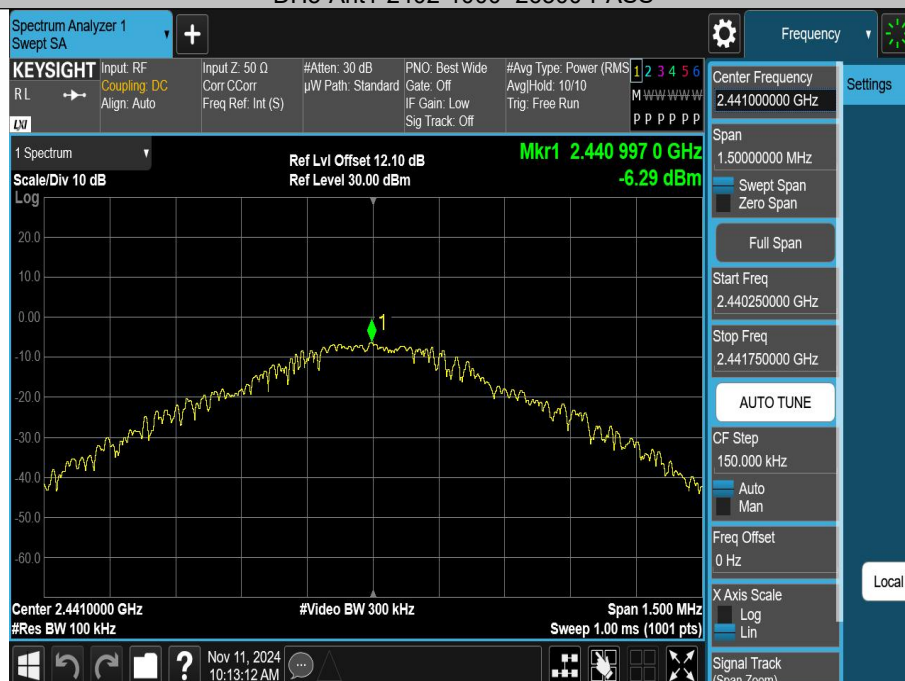 Spectrum Analyzer 1
Swept SA
+
Frequency
KEYSIGHT
RL
LXI
Input: RF
Coupling: DC
Align: Auto
Input Z: 50 Ω
Corr CCorr
Freq Ref: Int (S)
#Atten: 30 dB
µW Path: Standard
PNO: Best Wide
Gate: Off
IF Gain: Low
Sig Track: Off
#Avg Type: Power (RMS
Avg|Hold: 10/10
Trig: Free Run
1 2 3 4 5 6
M W W W W W
P P P P P P
1 Spectrum
Scale/Div 10 dB
Log
Ref Lvl Offset 12.10 dB
Ref Level 30.00 dBm
Mkr1 2.440 997 0 GHz
-6.29 dBm
20.0
10.0
0.00
-10.0
-20.0
-30.0
-40.0
-50.0
-60.0
1
Center 2.4410000 GHz
#Res BW 100 kHz
#Video BW 300 kHz
Span 1.500 MHz
Sweep 1.00 ms (1001 pts)
Nov 11, 2024
10:13:12 AM
Center Frequency
2.441000000 GHz
Settings
Span
1.50000000 MHz
Swept Span
Zero Span
Full Span
Start Freq
2.440250000 GHz
Stop Freq
2.441750000 GHz
AUTO TUNE
CF Step
150.000 kHz
Auto
Man
Freq Offset
0 Hz
Local
X Axis Scale
Log
Lin
Signal Track
(Span Zoom)